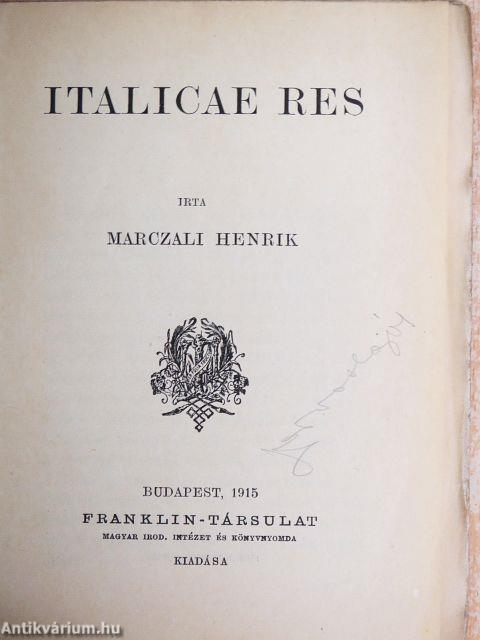 ITALICAE RES
IRTA
MARCZALI HENRIK
BUDAPEST, 1915
FRANKLIN-TÁRSULAT
MAGYAR IROD. INTÉZET ÉS KÖNYVNYOMDA
KIADÁSA
Antikvárium.hu